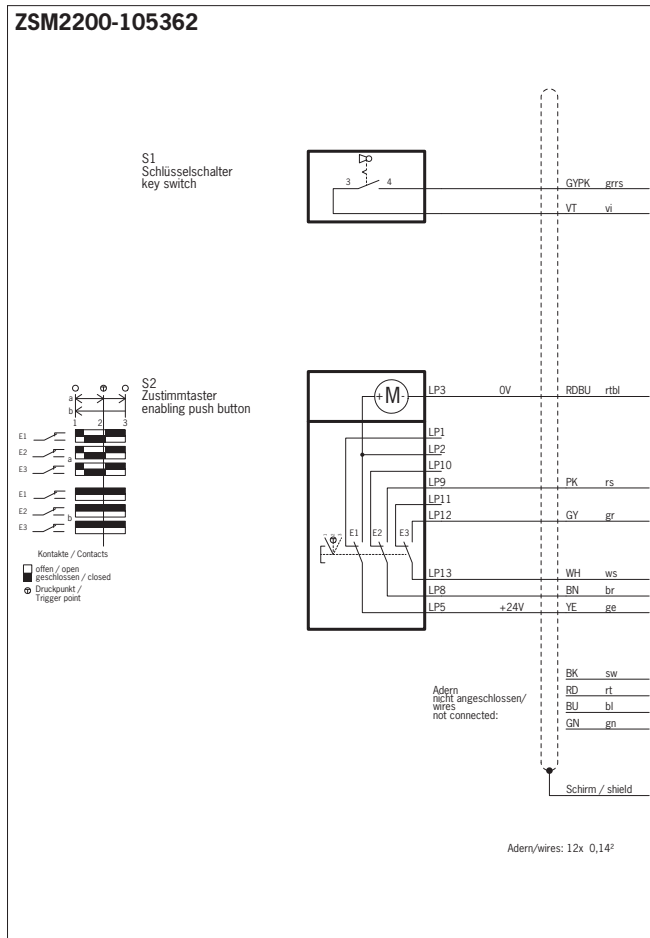 ZSM2200-105362
S1
Schlüsselschalter
key switch
3 4
GYPK grrs
VT vi
S2
Zustimmtaster
enabling push button
a
b
1 2 3
E1
E2
a
E3
E1
E2
b
E3
Kontakte / Contacts
offen / open
geschlossen / closed
Druckpunkt /
Trigger point
+M-
LP3 0V RDBU rtbl
LP1
LP2
LP10
LP9 PK rs
LP11
LP12 GY gr
E1 E2 E3
LP13 WH ws
LP8 BN br
LP5 +24V YE ge
Adern
nicht angeschlossen/
wires
not connected:
BK sw
RD rt
BU bl
GN gn
Schirm / shield
Adern/wires: 12x 0,14²